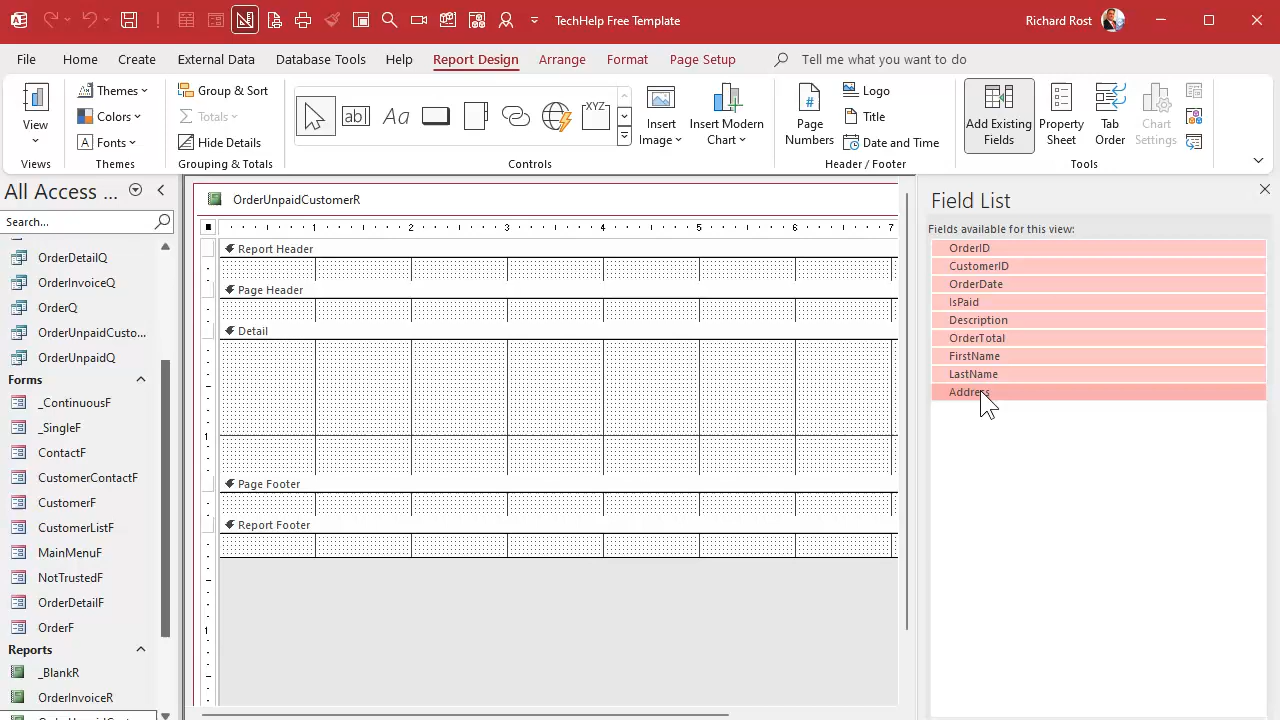 TechHelp Free Template
Richard Rost
File
Home
Create
External Data
Database Tools
Help
Report Design
Arrange
Format
Page Setup
Tell me what you want to do
View
Views
Themes
Colors
Fonts
Themes
Group & Sort
Totals
Hide Details
Grouping & Totals
ab|
Aa
XYZ
Controls
Insert
Image
Insert Modern
Chart
Page
Numbers
Logo
Title
Date and Time
Header / Footer
Add Existing
Fields
Property
Sheet
Tab
Order
Chart
Settings
Tools
All Access ...
Search...
OrderDetailQ
OrderInvoiceQ
OrderQ
OrderUnpaidCusto...
OrderUnpaidQ
Forms
_ContinuousF
_SingleF
ContactF
CustomerContactF
CustomerF
CustomerListF
MainMenuF
NotTrustedF
OrderDetailF
OrderF
Reports
_BlankR
OrderInvoiceR
OrderUnpaidCustomerR
1 2 3 4 5 6 7
Report Header
Page Header
Detail
1
Page Footer
Report Footer
1
Field List
Fields available for this view:
OrderID
CustomerID
OrderDate
IsPaid
Description
OrderTotal
FirstName
LastName
Address